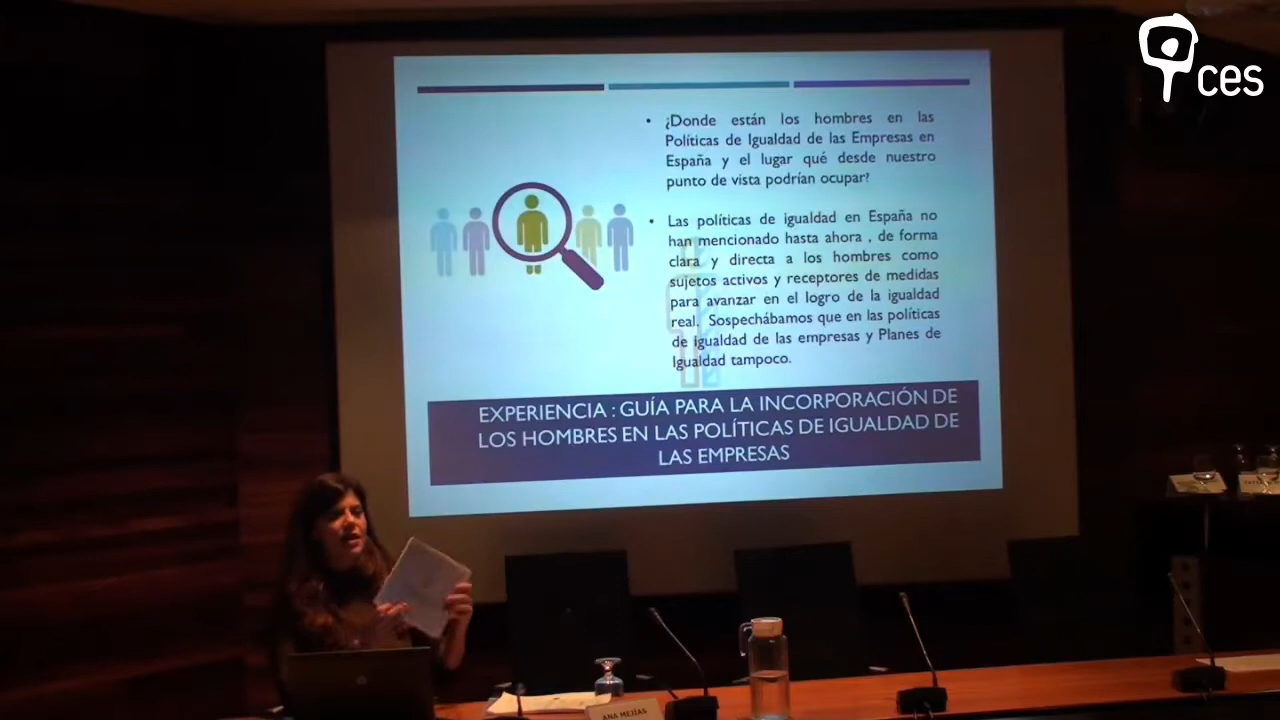 ces
• ¿Donde están los hombres en las
Políticas de Igualdad de las Empresas en
España y el lugar qué desde nuestro
punto de vista podrían ocupar?
• Las políticas de igualdad en España no
han mencionado hasta ahora , de forma
clara y directa a los hombres como
sujetos activos y receptores de medidas
para avanzar en el logro de la igualdad
real. Sospechábamos que en las políticas
de igualdad de las empresas y Planes de
Igualdad tampoco.
EXPERIENCIA : GUÍA PARA LA INCORPORACIÓN DE
LOS HOMBRES EN LAS POLÍTICAS DE IGUALDAD DE
LAS EMPRESAS
ANA MEJÍAS